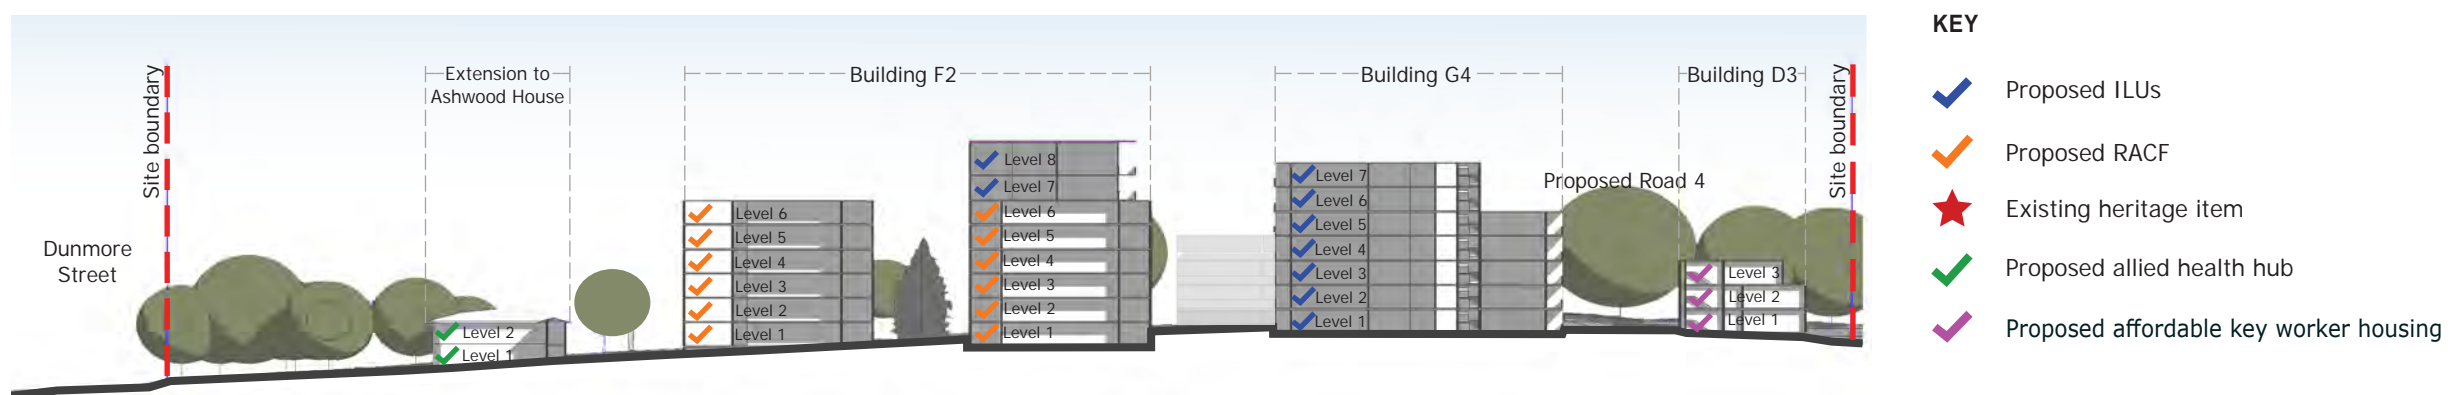 Site boundary
Dunmore
Street
Extension to
Ashwood House
Level 2
Level 1
Building F2
Level 6
Level 5
Level 4
Level 3
Level 2
Level 1
Level 8
Level 7
Level 6
Level 5
Level 4
Level 3
Level 2
Level 1
Building G4
Level 7
Level 6
Level 5
Level 4
Level 3
Level 2
Level 1
Proposed Road 4
Building D3
Level 3
Level 2
Level 1
Site boundary
KEY
Proposed ILUs
Proposed RACF
Existing heritage item
Proposed allied health hub
Proposed affordable key worker housing